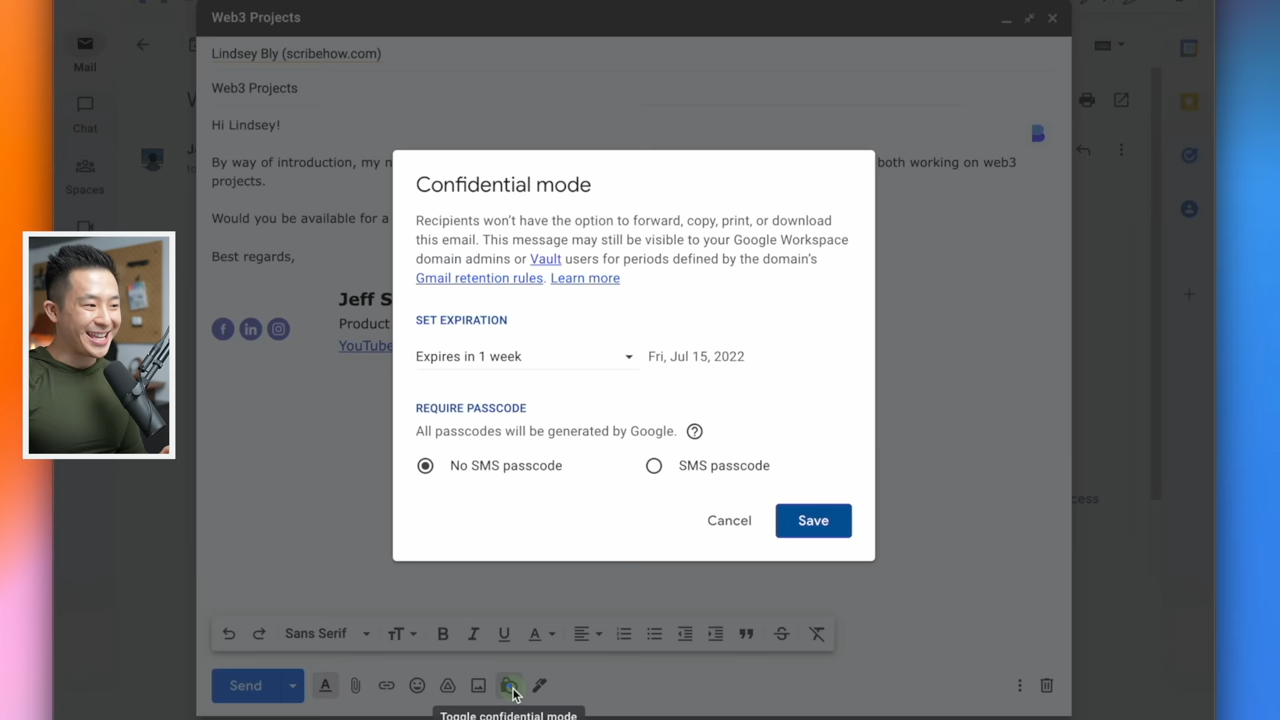 Web3 Projects
Mail
Lindsey Bly (scribehow.com)
Web3 Projects
Chat
Hi Lindsey!
By way of introduction, my n
both working on web3
projects.
Spaces
Would you be available for a
Best regards,
Jeff S
Product
YouTube
Confidential mode
Recipients won't have the option to forward, copy, print, or download
this email. This message may still be visible to your Google Workspace
domain admins or Vault users for periods defined by the domain's
Gmail retention rules. Learn more
SET EXPIRATION
Expires in 1 week
Fri, Jul 15, 2022
REQUIRE PASSCODE
All passcodes will be generated by Google. ?
No SMS passcode
SMS passcode
Cancel
Save
Sans Serif
Send
Toggle confidential mode